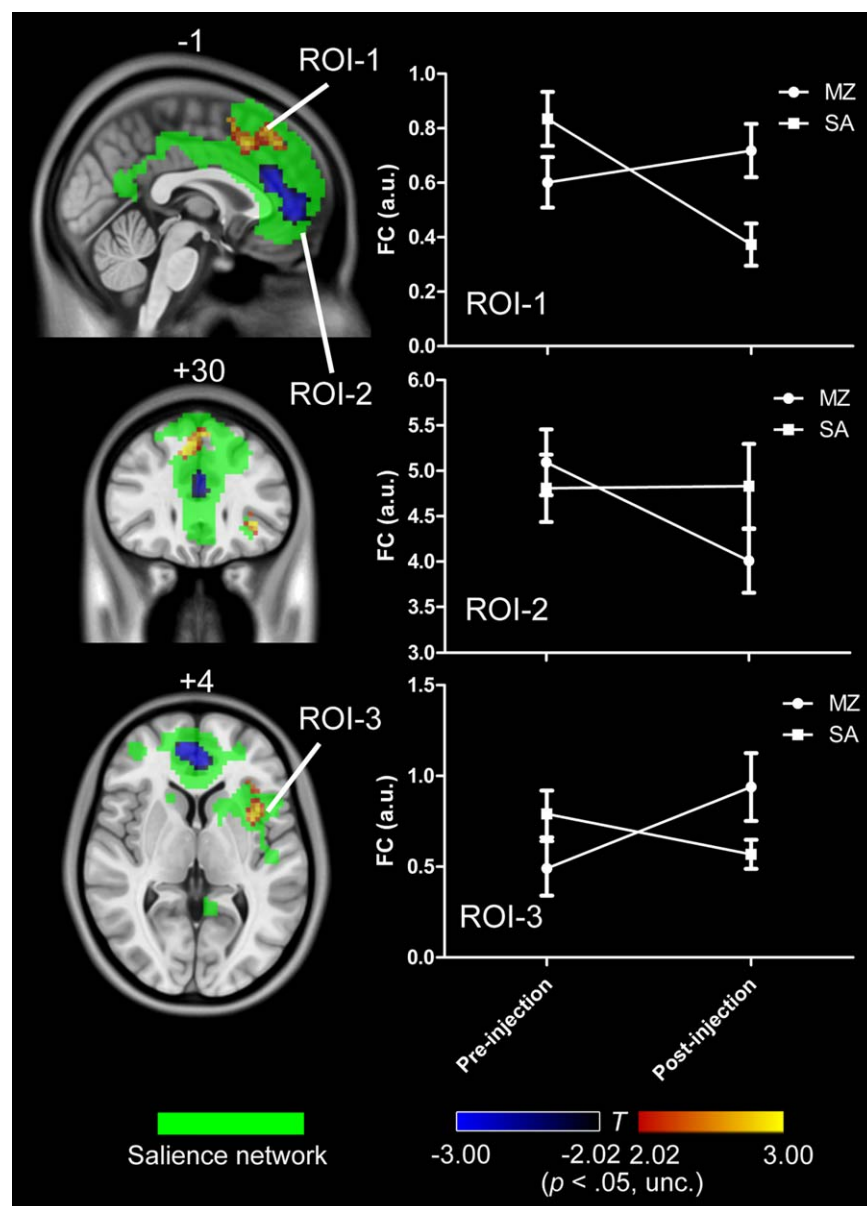 -1
ROI-1
ROI-2
+30
+4
ROI-3
1.0
0.8
0.6
0.4
0.2
0.0
FC (a.u.)
MZ
SA
ROI-1
6.0
5.5
5.0
4.5
4.0
3.5
3.0
FC (a.u.)
MZ
SA
ROI-2
1.5
1.0
0.5
0.0
FC (a.u.)
MZ
SA
ROI-3
Pre-injection
Post-injection
Salience network
T
-3.00 -2.02 2.02 3.00
(p < .05, unc.)